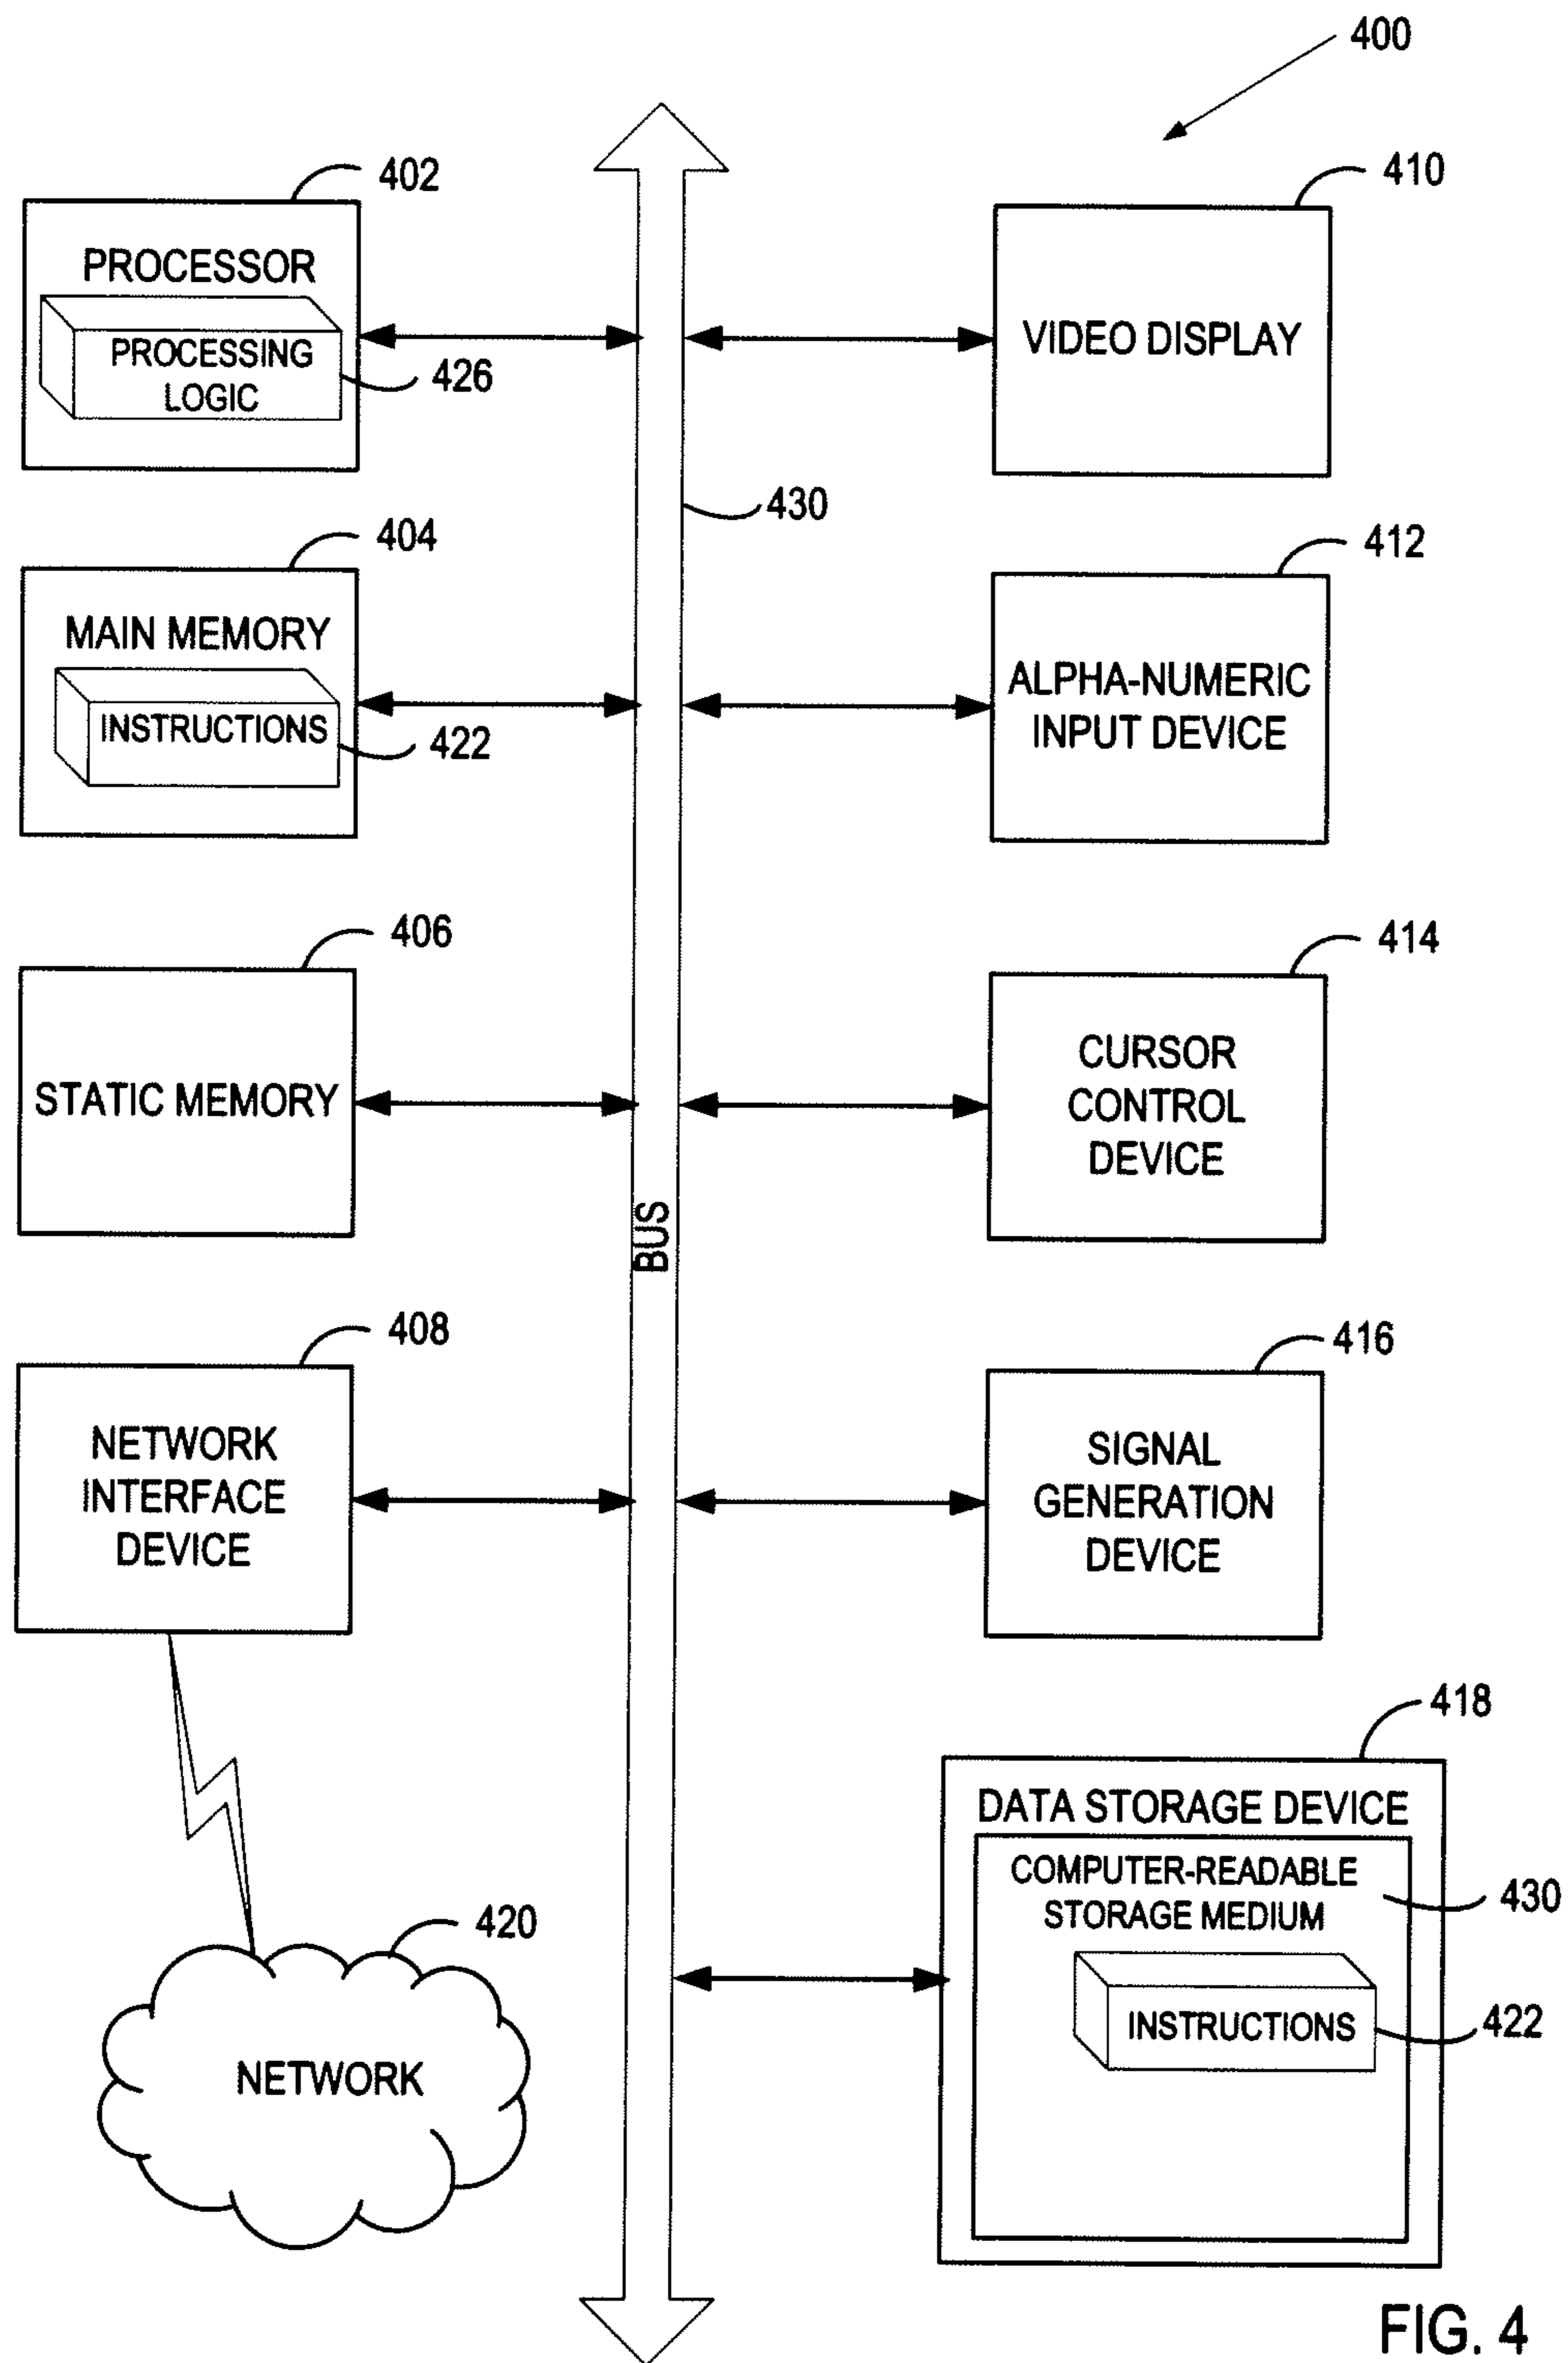 400
402
PROCESSOR
PROCESSING
LOGIC
426
410
VIDEO DISPLAY
430
404
MAIN MEMORY
INSTRUCTIONS
422
412
ALPHA-NUMERIC
INPUT DEVICE
406
STATIC MEMORY
414
CURSOR
CONTROL
DEVICE
BUS
408
NETWORK
INTERFACE
DEVICE
416
SIGNAL
GENERATION
DEVICE
418
DATA STORAGE DEVICE
COMPUTER-READABLE
STORAGE MEDIUM
430
INSTRUCTIONS
422
420
NETWORK
FIG. 4